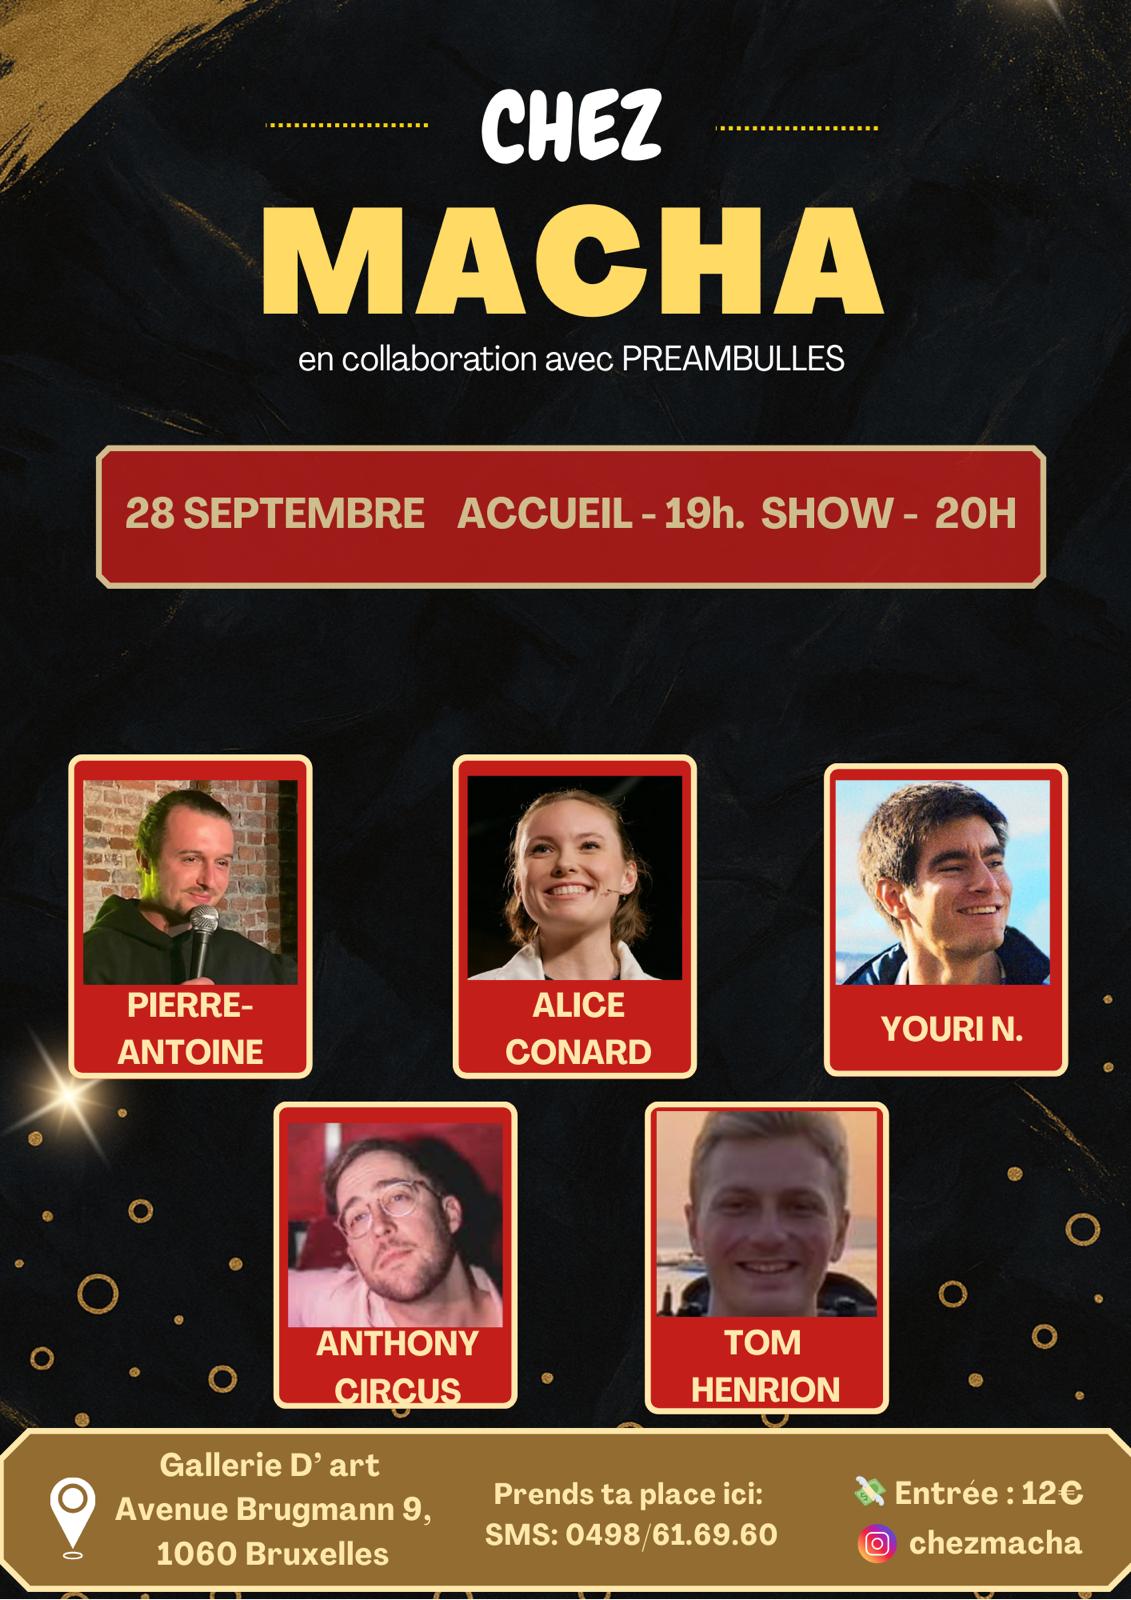 CHEZ
MACHA
en collaboration avec PREAMBULLES
28 SEPTEMBRE ACCUEIL - 19h. SHOW - 20H
PIERRE-
ANTOINE
ALICE
CONARD
YOURI N.
ANTHONY
CIRCUS
TOM
HENRION
Gallerie D’ art
Avenue Brugmann 9,
1060 Bruxelles
Prends ta place ici:
SMS: 0498/61.69.60
💸 Entrée : 12€
chezmacha